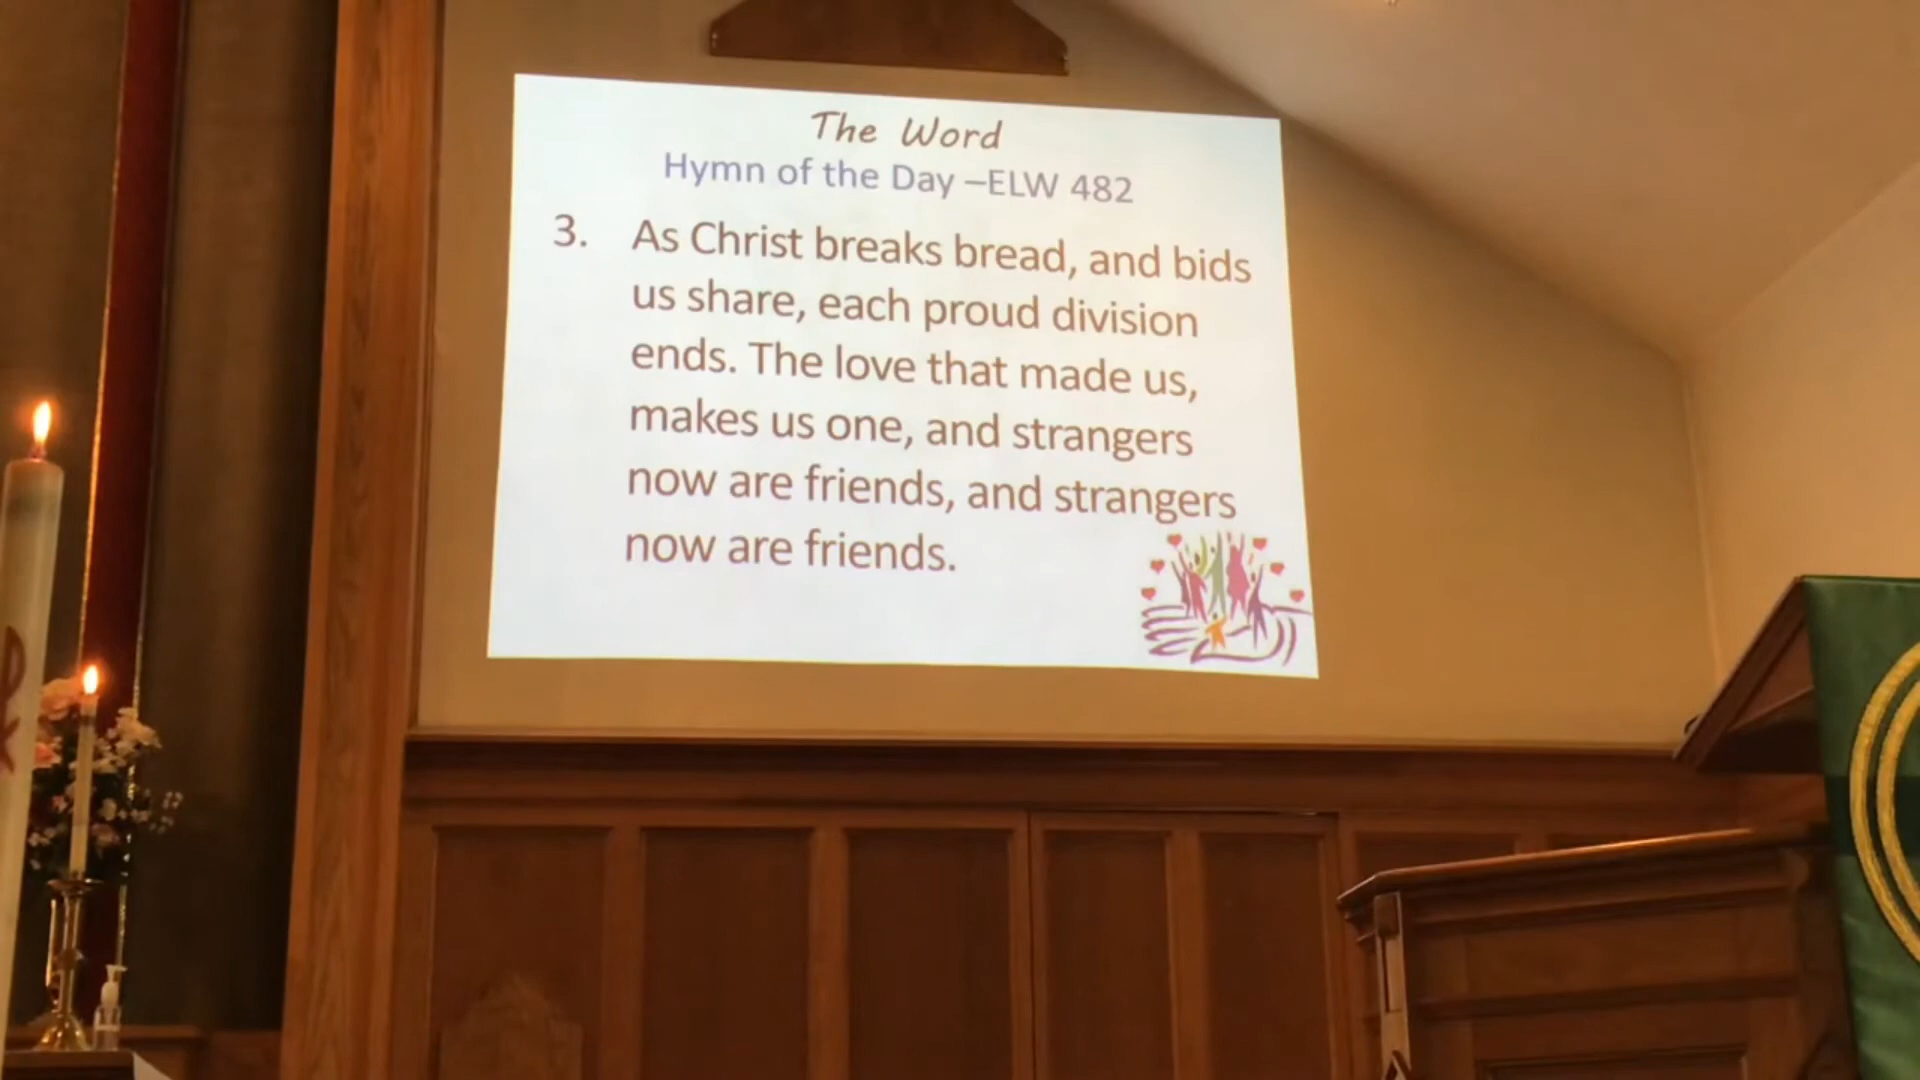 The Word
Hymn of the Day –ELW 482
3. As Christ breaks bread, and bids
us share, each proud division
ends. The love that made us,
makes us one, and strangers
now are friends, and strangers
now are friends.